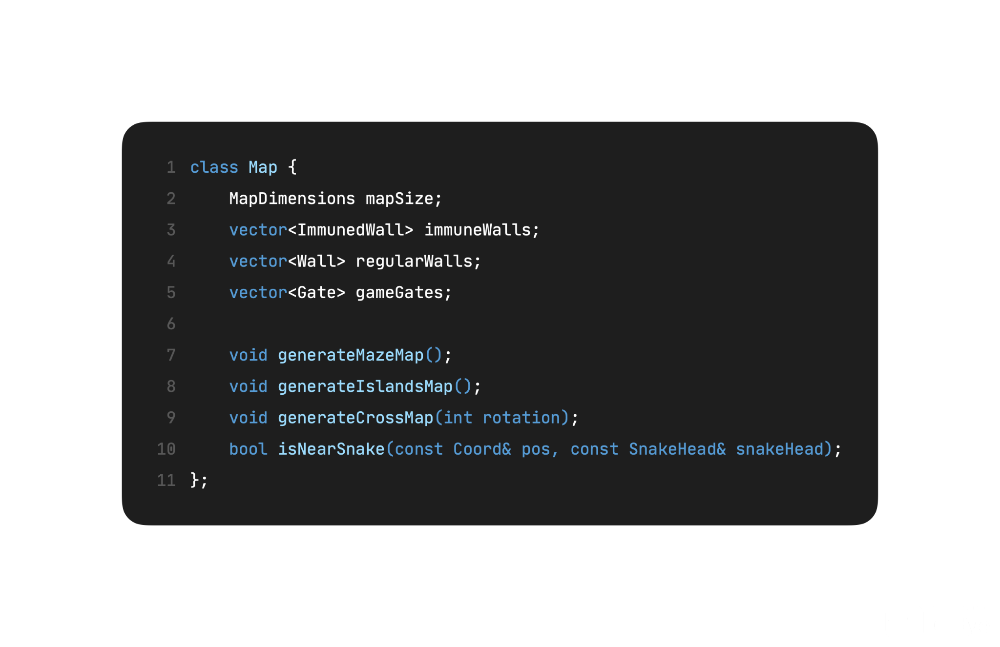 1 class Map {
2     MapDimensions mapSize;
3     vector<ImmunedWall> immuneWalls;
4     vector<Wall> regularWalls;
5     vector<Gate> gameGates;
6
7     void generateMazeMap();
8     void generateIslandsMap();
9     void generateCrossMap(int rotation);
10     bool isNearSnake(const Coord& pos, const SnakeHead& snakeHead);
11 };